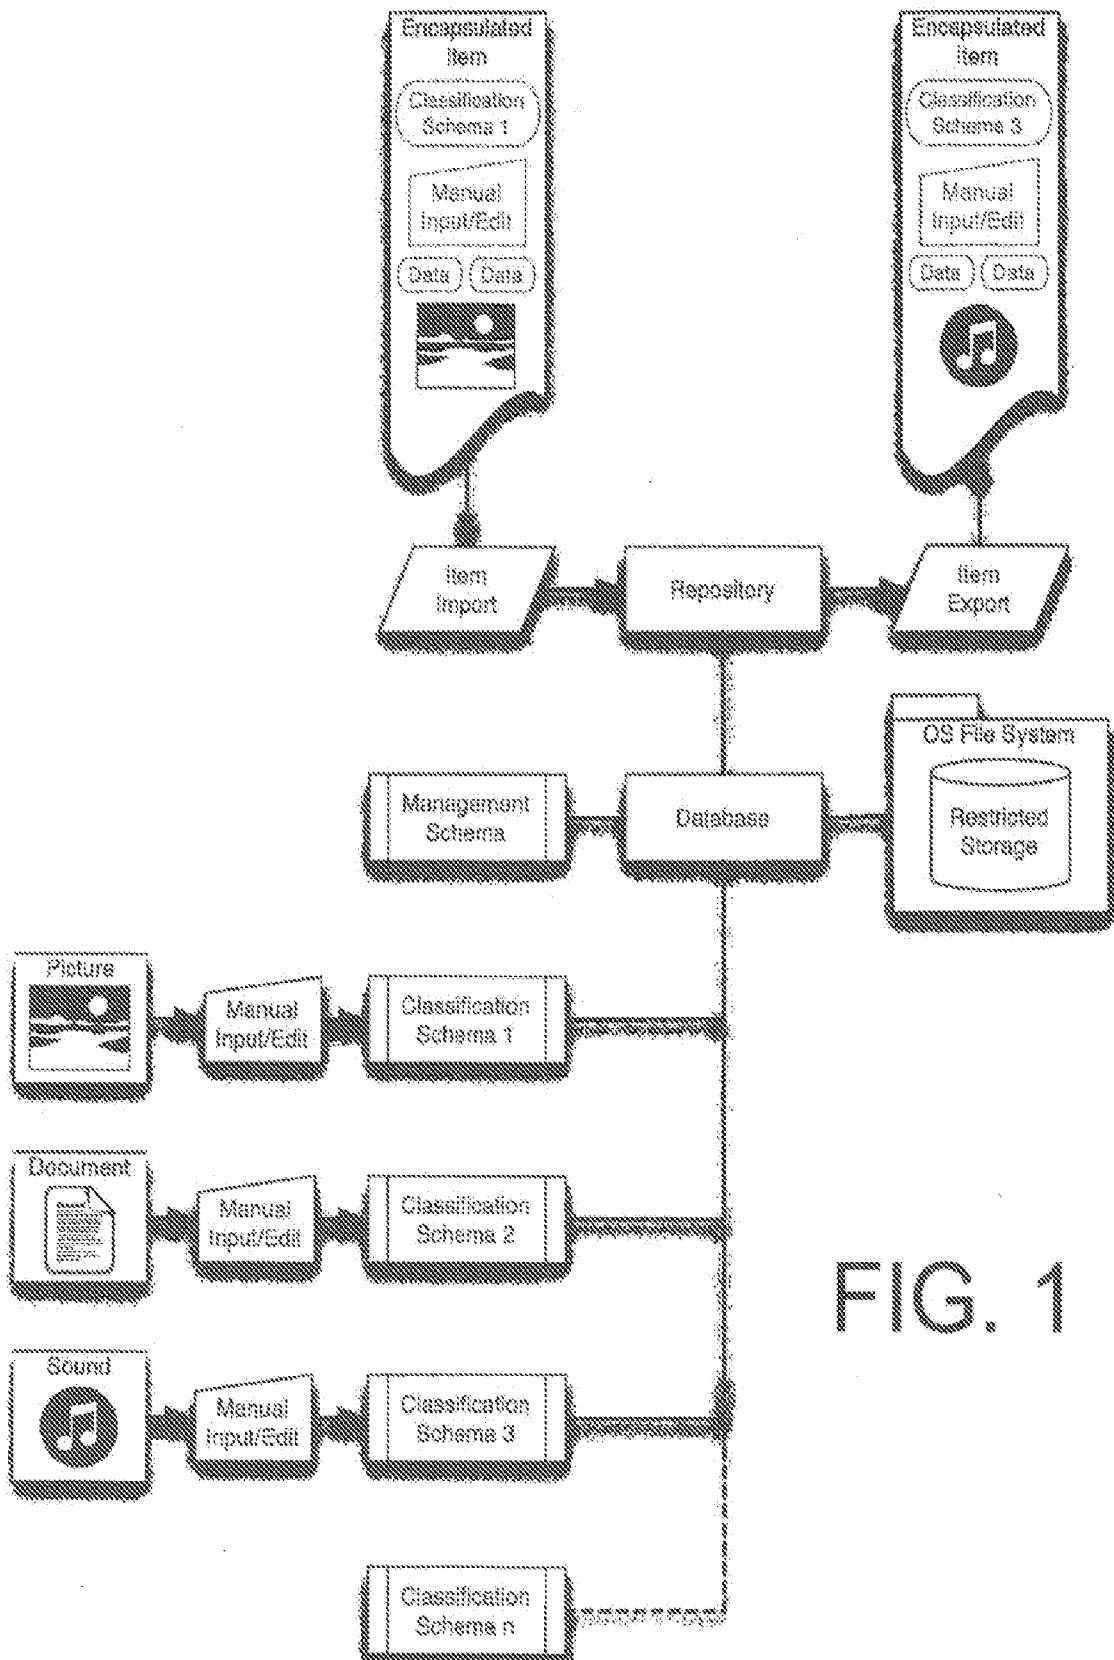 Encapsulated
Item
Classification
Schema 1
Manual
Input/Edit
Data
Data
Encapsulated
Item
Classification
Schema 3
Manual
Input/Edit
Data
Data
Item
Import
Repository
Item
Export
Management
Schema
Database
OS File System
Restricted
Storage
Picture
Manual
Input/Edit
Classification
Schema 1
Document
Manual
Input/Edit
Classification
Schema 2
FIG. 1
Sound
Manual
Input/Edit
Classification
Schema 3
Classification
Schema n